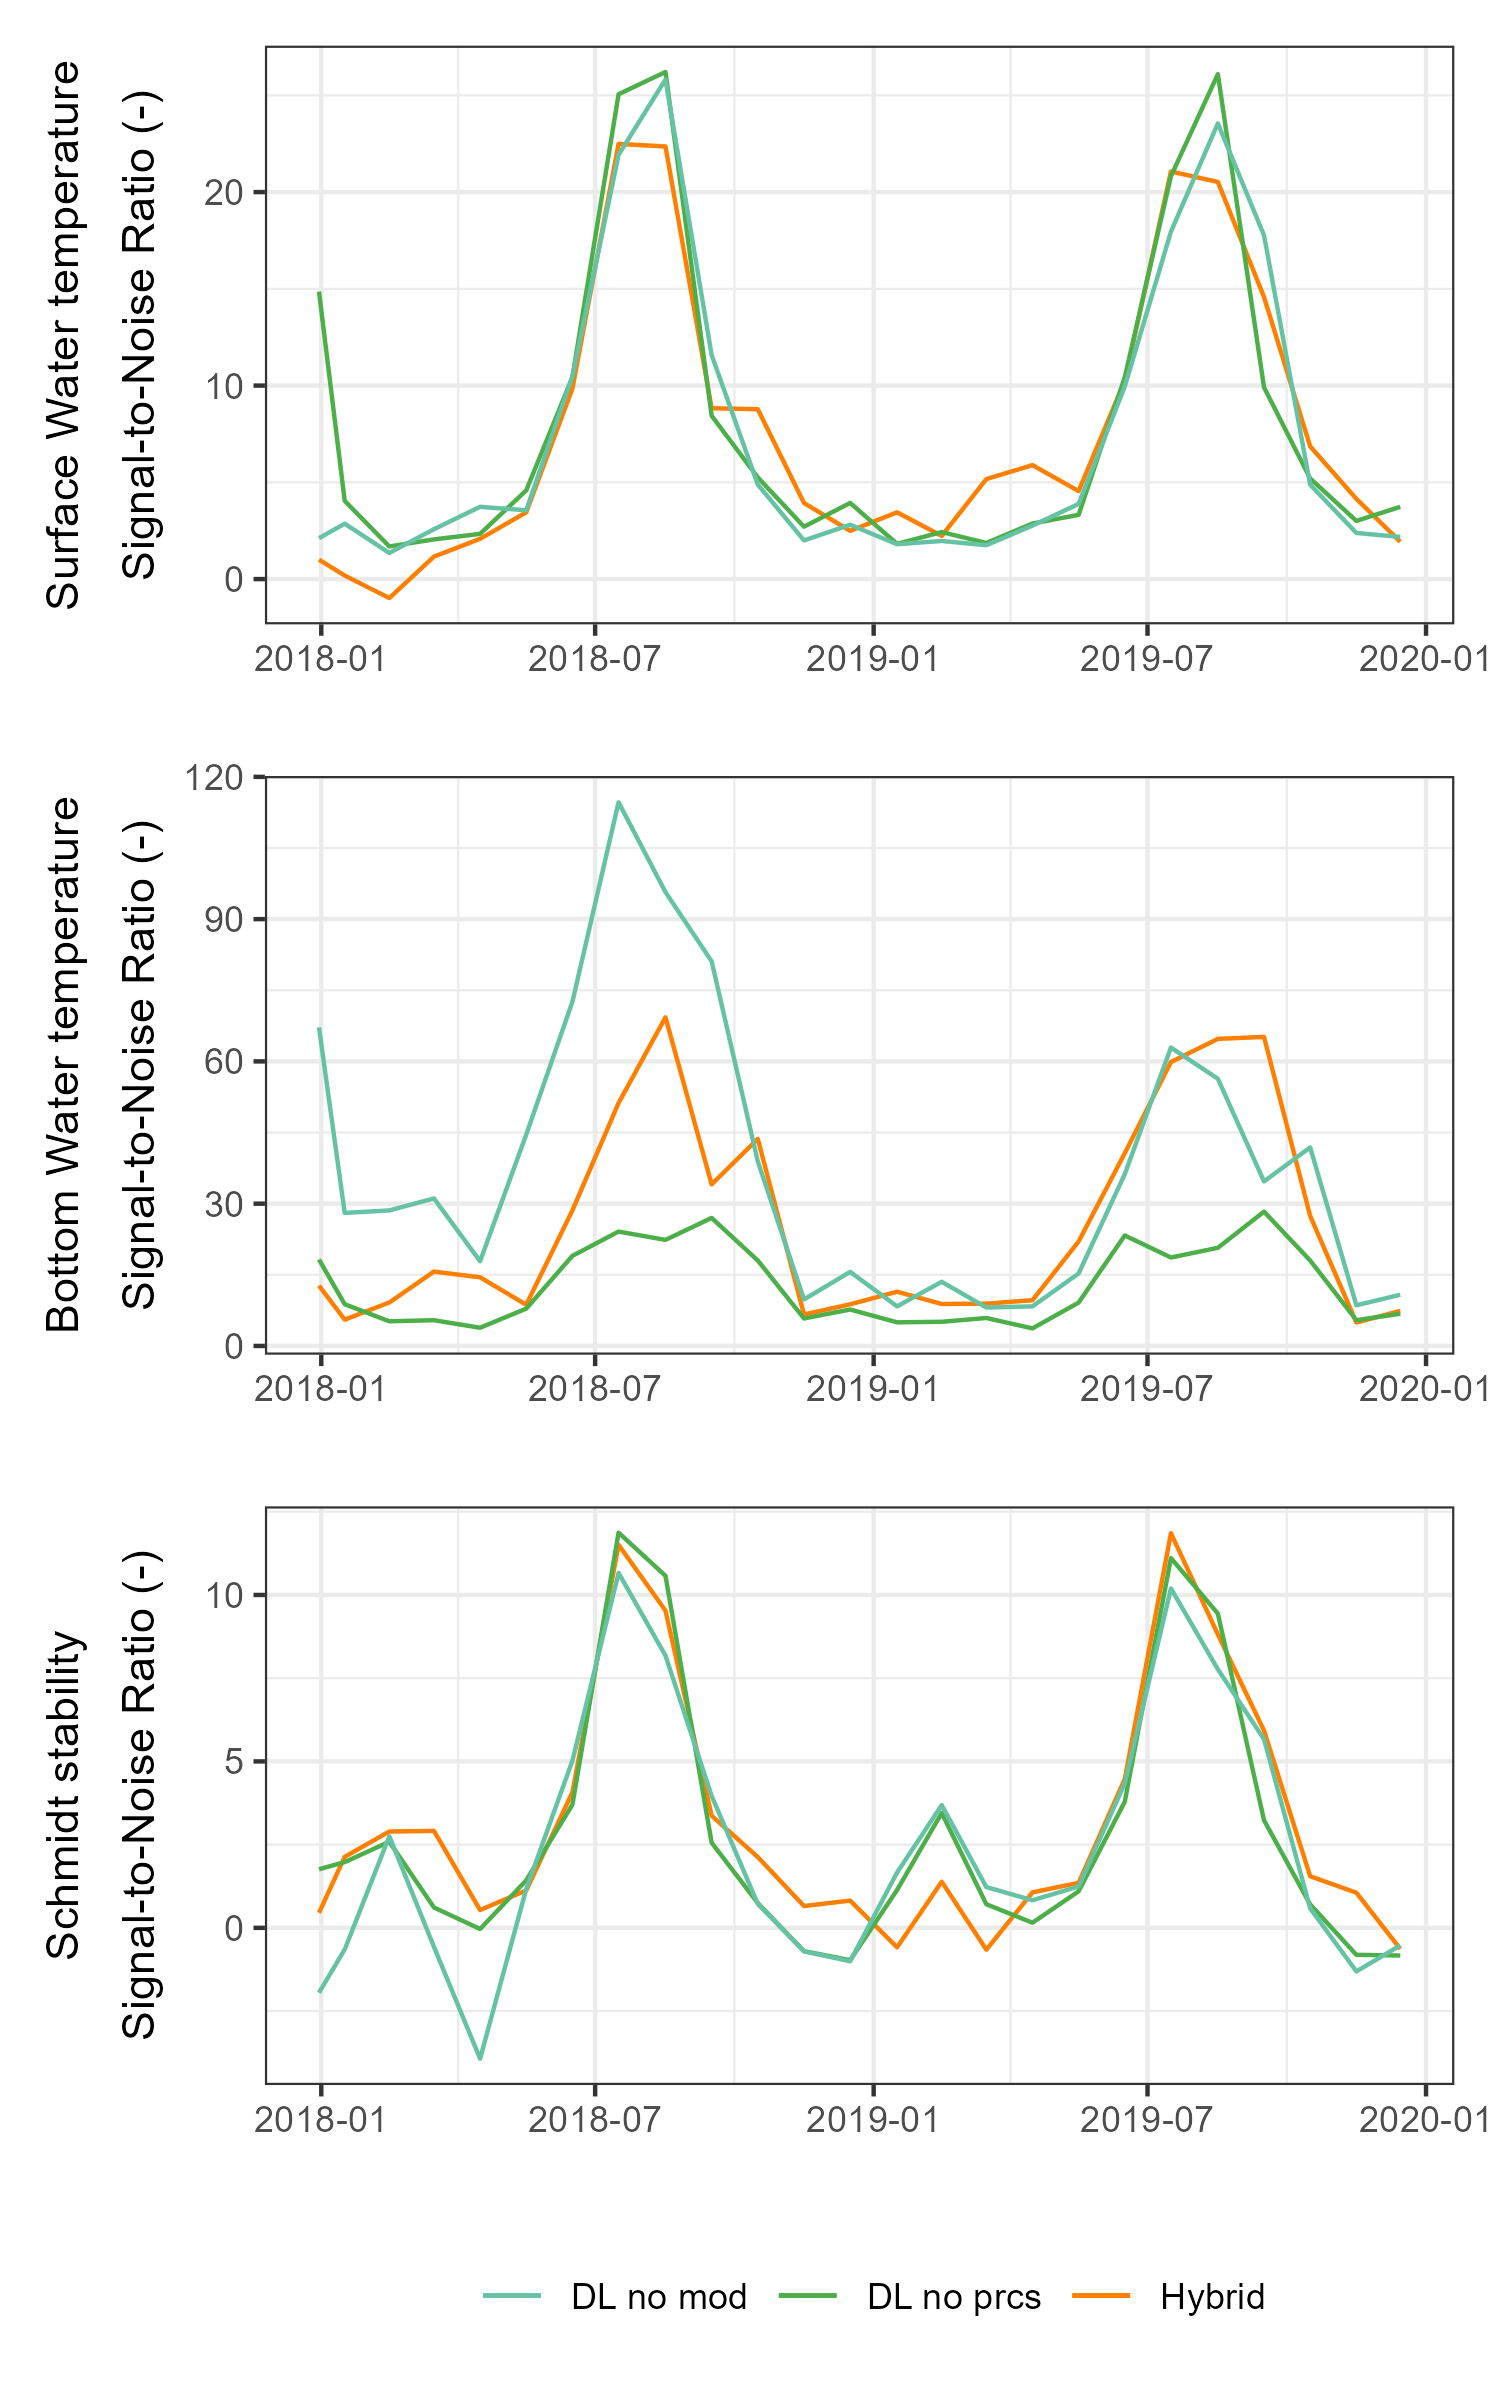 Surface Water temperature
Signal-to-Noise Ratio (-)
20
10
0
2018-01 2018-07 2019-01 2019-07 2020-01
Bottom Water temperature
Signal-to-Noise Ratio (-)
120
90
60
30
0
2018-01 2018-07 2019-01 2019-07 2020-01
Schmidt stability
Signal-to-Noise Ratio (-)
10
5
0
2018-01 2018-07 2019-01 2019-07 2020-01
DL no mod DL no prcs Hybrid